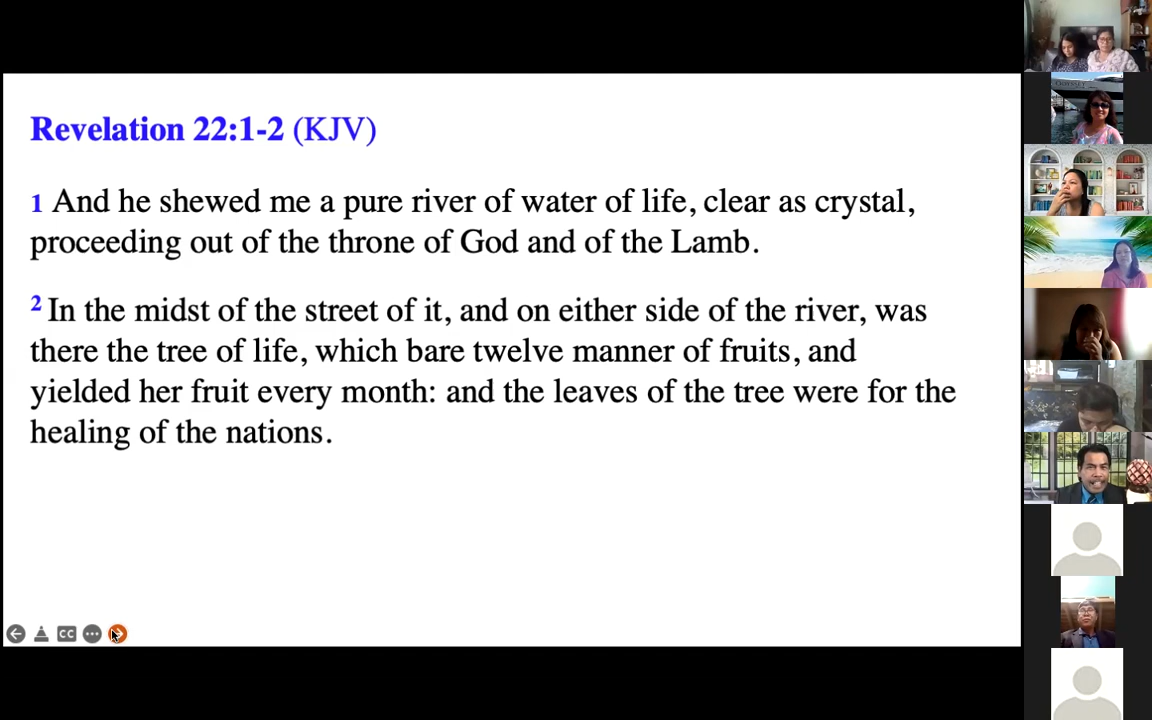 Revelation 22:1-2 (KJV)
1 And he shewed me a pure river of water of life, clear as crystal,
proceeding out of the throne of God and of the Lamb.
2 In the midst of the street of it, and on either side of the river, was
there the tree of life, which bare twelve manner of fruits, and
yielded her fruit every month: and the leaves of the tree were for the
healing of the nations.
CC